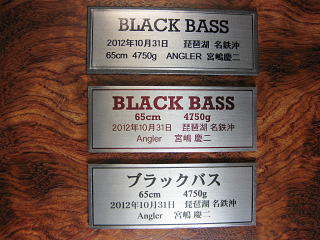 BLACK BASS
2012年10月31日 琵琶湖 名鉄沖
65cm 4750g ANGLER 宮嶋慶二
BLACK BASS
65cm 4750g
2012年10月31日 琵琶湖 名鉄沖
Angler 宮嶋 慶二
ブラックバス
65cm 4750g
2012年10月31日 琵琶湖 名鉄沖
Angler 宮嶋 慶二